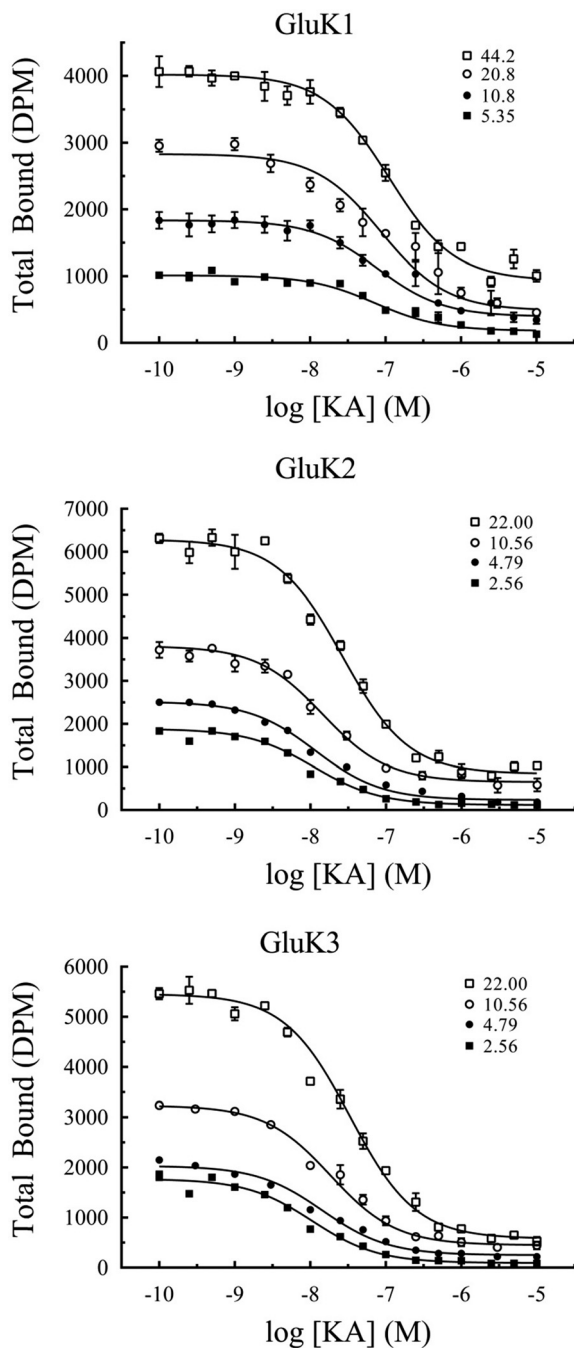 GluK1
44.2
20.8
10.8
5.35
Total Bound (DPM)
4000
3000
2000
1000
0
-10 -9 -8 -7 -6 -5
log [KA] (M)
GluK2
22.00
10.56
4.79
2.56
Total Bound (DPM)
7000
6000
5000
4000
3000
2000
1000
0
-10 -9 -8 -7 -6 -5
log [KA] (M)
GluK3
22.00
10.56
4.79
2.56
Total Bound (DPM)
6000
5000
4000
3000
2000
1000
0
-10 -9 -8 -7 -6 -5
log [KA] (M)